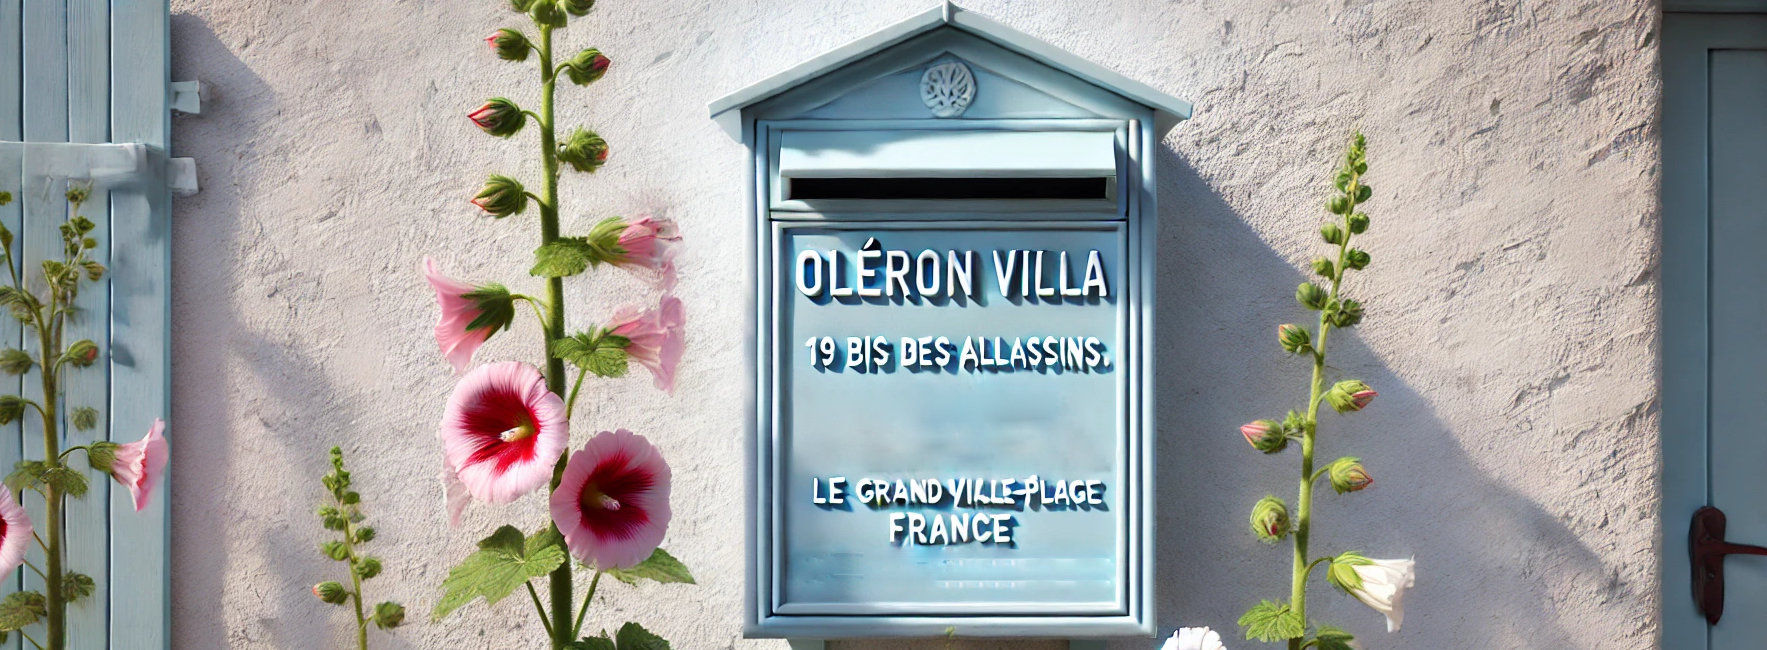 OLÉRON VILLA
19 BIS DES ALLASSINS.
LE GRAND VILLE-PLAGE
FRANCE